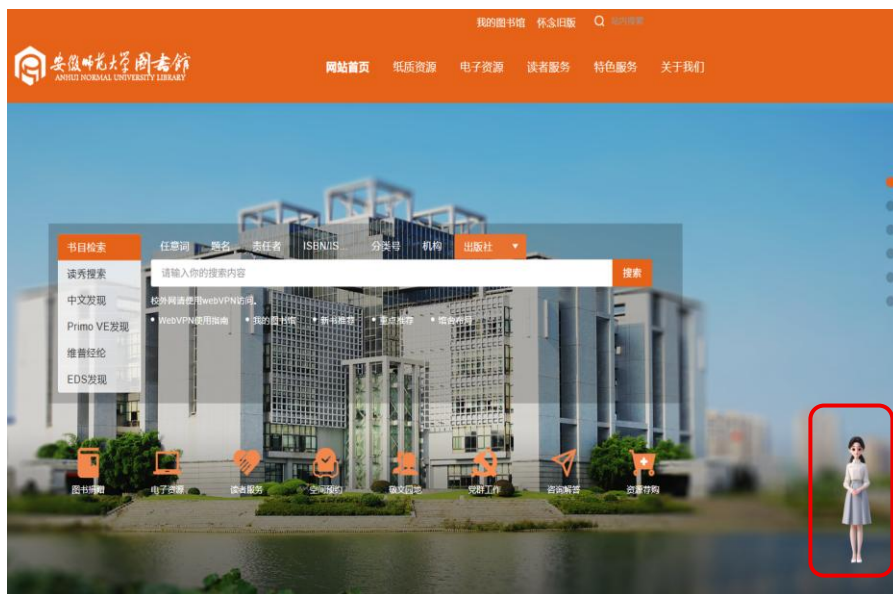 我的图书馆 怀念旧版 站内搜索
安徽师范大学图书馆
ANHUI NORMAL UNIVERSITY LIBRARY
网站首页 纸质资源 电子资源 读者服务 特色服务 关于我们
书目检索 任意词 题名 责任者 ISBN/IS... 分类号 机构 出版社
读秀搜索 请输入你的搜索内容 搜索
中文发现 校外网请使用webVPN访问。
Primo VE发现 • WebVPN使用指南 • 我的图书馆 • 新书推荐 • 重点推荐 • 馆舍布局
维普经纶
EDS发现
图书捐赠 电子资源 读者服务 空间预约 敬文园地 党群工作 咨询解答 资源荐购